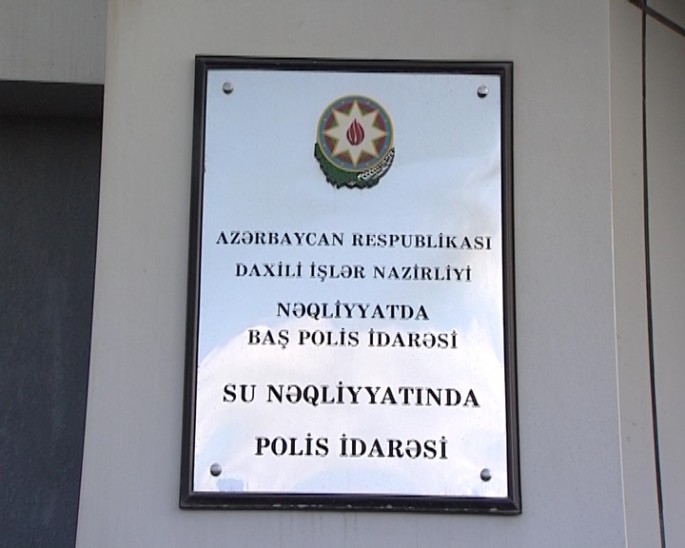 AZƏRBAYCAN RESPUBLİKASI
DAXİLİ İŞLƏR NAZİRLİYİ
NƏQLİYYATDA
BAŞ POLİS İDARƏSİ
SU NƏQLİYYATINDA
POLİS İDARƏSİ